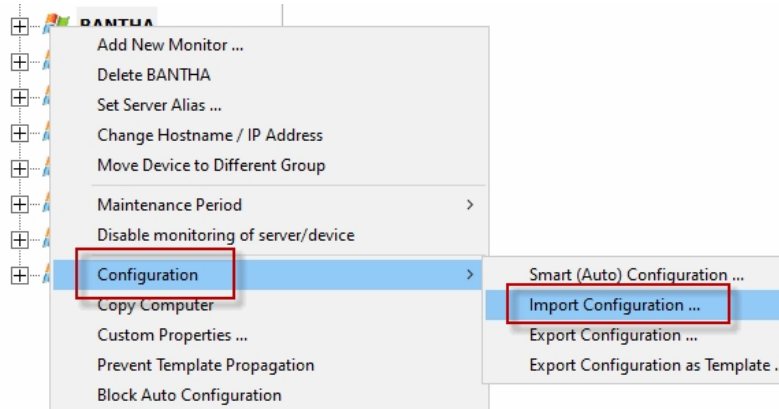 BANTHA
Add New Monitor ...
Delete BANTHA
Set Server Alias ...
Change Hostname / IP Address
Move Device to Different Group
Maintenance Period
Disable monitoring of server/device
Configuration
Copy Computer
Custom Properties ...
Prevent Template Propagation
Block Auto Configuration
Smart (Auto) Configuration ...
Import Configuration ...
Export Configuration ...
Export Configuration as Template .